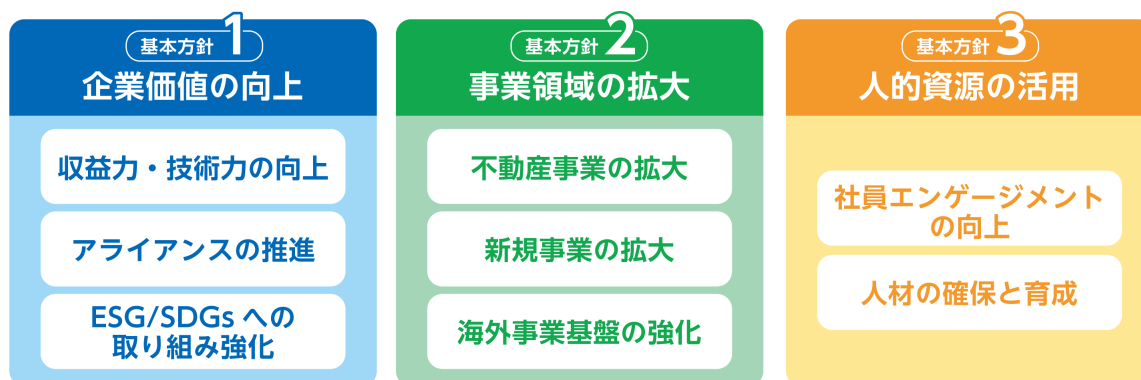 基本方針 1
企業価値の向上
収益力・技術力の向上
アライアンスの推進
ESG/SDGs への
取り組み強化
基本方針 2
事業領域の拡大
不動産事業の拡大
新規事業の拡大
海外事業基盤の強化
基本方針 3
人的資源の活用
社員エンゲージメント
の向上
人材の確保と育成